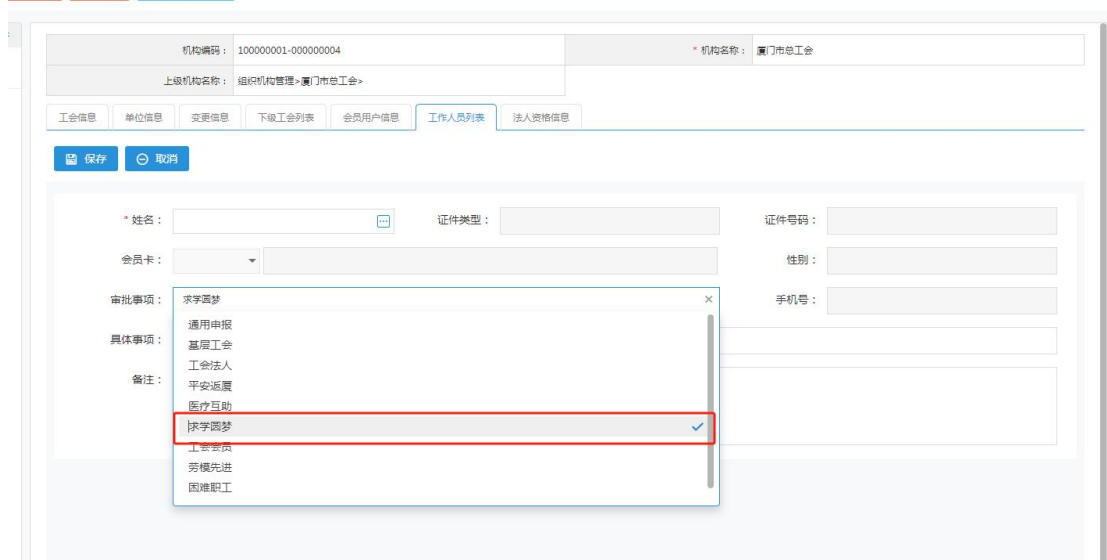 机构编码： 100000001-000000004 * 机构名称： 厦门市总工会
上级机构名称： 组织机构管理>厦门市总工会>
工会信息 单位信息 变更信息 下级工会列表 会员用户信息 工作人员列表 法人资格信息
保存 取消
* 姓名： 证件类型： 证件号码：
会员卡： 性别：
审批事项： 求学圆梦 × 手机号：
通用申报
具体事项： 基层工会
工会法人
备注： 平安返厦
医疗互助
求学圆梦
工会会员
劳模先进
困难职工